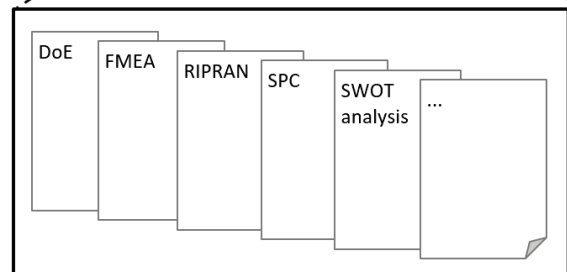 DoE
FMEA
RIPRAN
SPC
SWOT
analysis
...